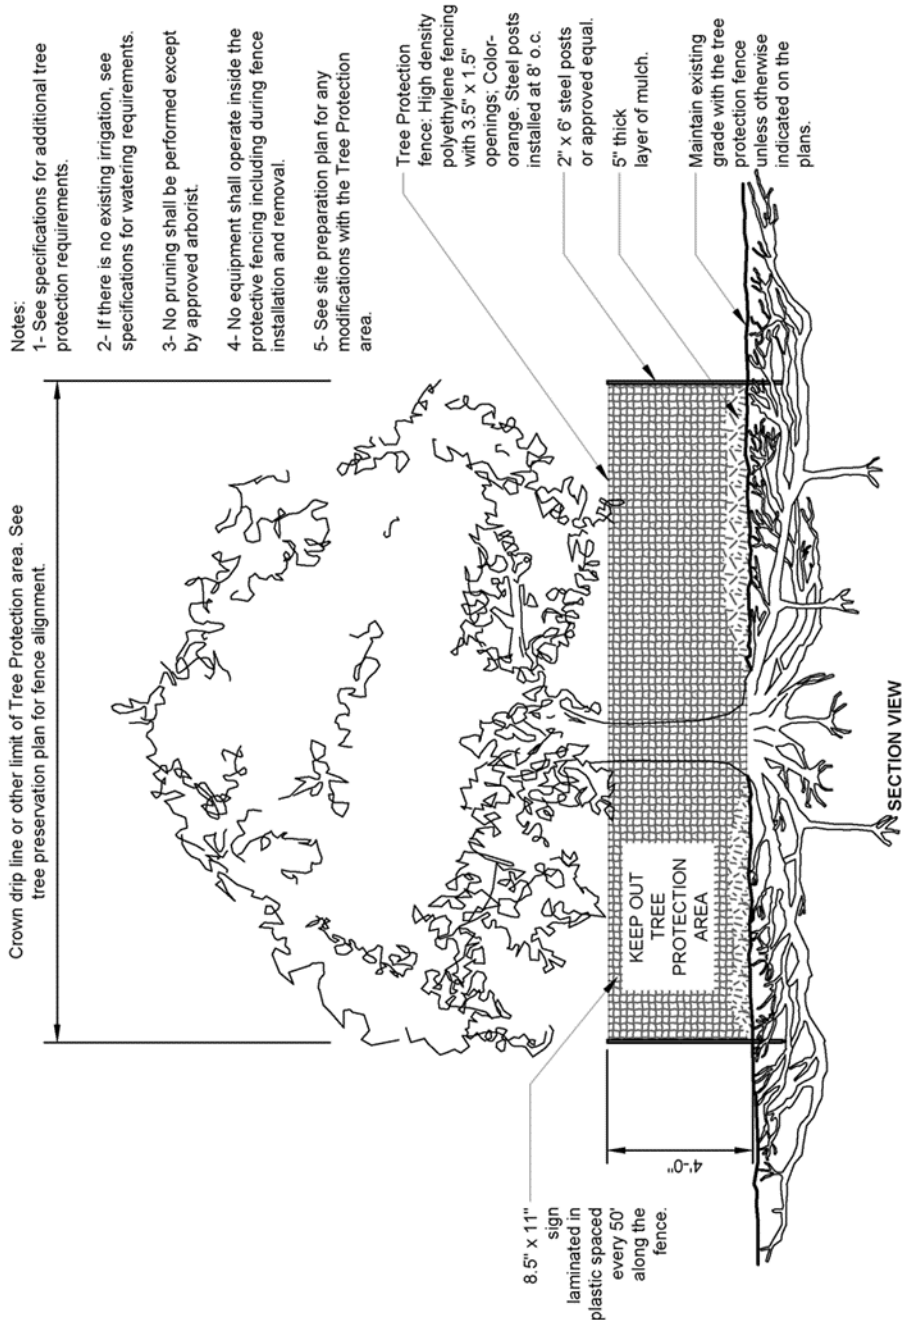 Crown drip line or other limit of Tree Protection area. See
tree preservation plan for fence alignment.
Notes:
1- See specifications for additional tree
protection requirements.
2- If there is no existing irrigation, see
specifications for watering requirements.
3- No pruning shall be performed except
by approved arborist.
4- No equipment shall operate inside the
protective fencing including during fence
installation and removal.
5- See site preparation plan for any
modifications with the Tree Protection
area.
Tree Protection
fence: High density
polyethylene fencing
with 3.5" x 1.5"
openings; Color-
orange. Steel posts
installed at 8' o.c.
2" x 6' steel posts
or approved equal.
5" thick
layer of mulch.
Maintain existing
grade with the tree
protection fence
unless otherwise
indicated on the
plans.
8.5" x 11"
sign
laminated in
plastic spaced
every 50'
along the
fence.
4'-0"
KEEP OUT
TREE
PROTECTION
AREA
SECTION VIEW